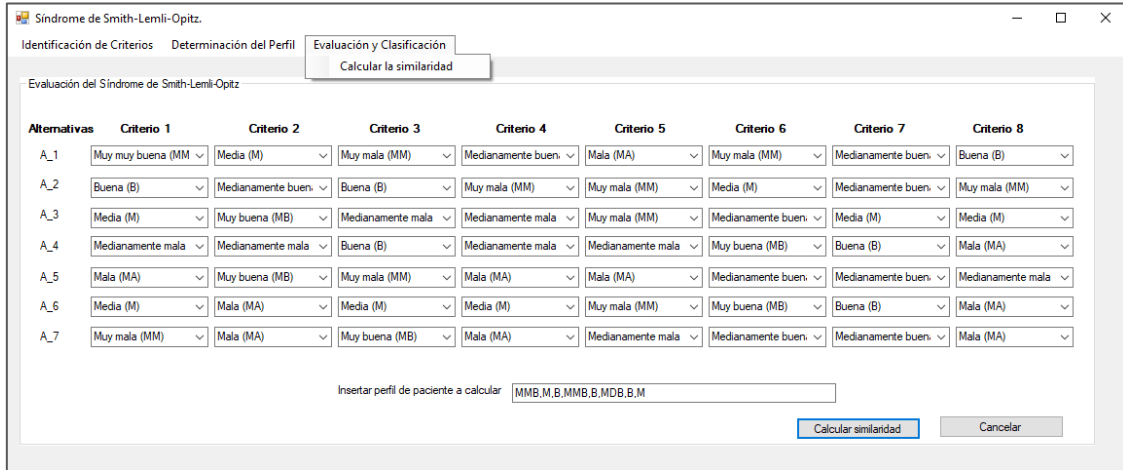 Síndrome de Smith-Lemli-Opitz.
Identificación de Criterios Determinación del Perfil Evaluación y Clasificación
Calcular la similaridad
Evaluación del Síndrome de Smith-Lemli-Opitz
Alternativas Criterio 1 Criterio 2 Criterio 3 Criterio 4 Criterio 5 Criterio 6 Criterio 7 Criterio 8
A_1 Muy muy buena (MM Media (M) Muy mala (MM) Medianamente buen Mala (MA) Muy mala (MM) Medianamente buen Buena (B)
A_2 Buena (B) Medianamente buen Buena (B) Muy mala (MM) Muy mala (MM) Media (M) Medianamente buen Muy mala (MM)
A_3 Media (M) Muy buena (MB) Medianamente mala Medianamente mala Muy mala (MM) Medianamente buen Media (M) Media (M)
A_4 Medianamente mala Medianamente mala Buena (B) Medianamente mala Medianamente mala Muy buena (MB) Buena (B) Mala (MA)
A_5 Mala (MA) Muy buena (MB) Muy mala (MM) Mala (MA) Mala (MA) Medianamente buen Medianamente buen Medianamente mala
A_6 Media (M) Mala (MA) Media (M) Media (M) Muy mala (MM) Muy buena (MB) Buena (B) Mala (MA)
A_7 Muy mala (MM) Mala (MA) Muy buena (MB) Mala (MA) Medianamente mala Medianamente buen Medianamente buen Mala (MA)
Insertar perfil de paciente a calcular MMB,M,B,MMB,B,MDB,B,M
Calcular similaridad Cancelar